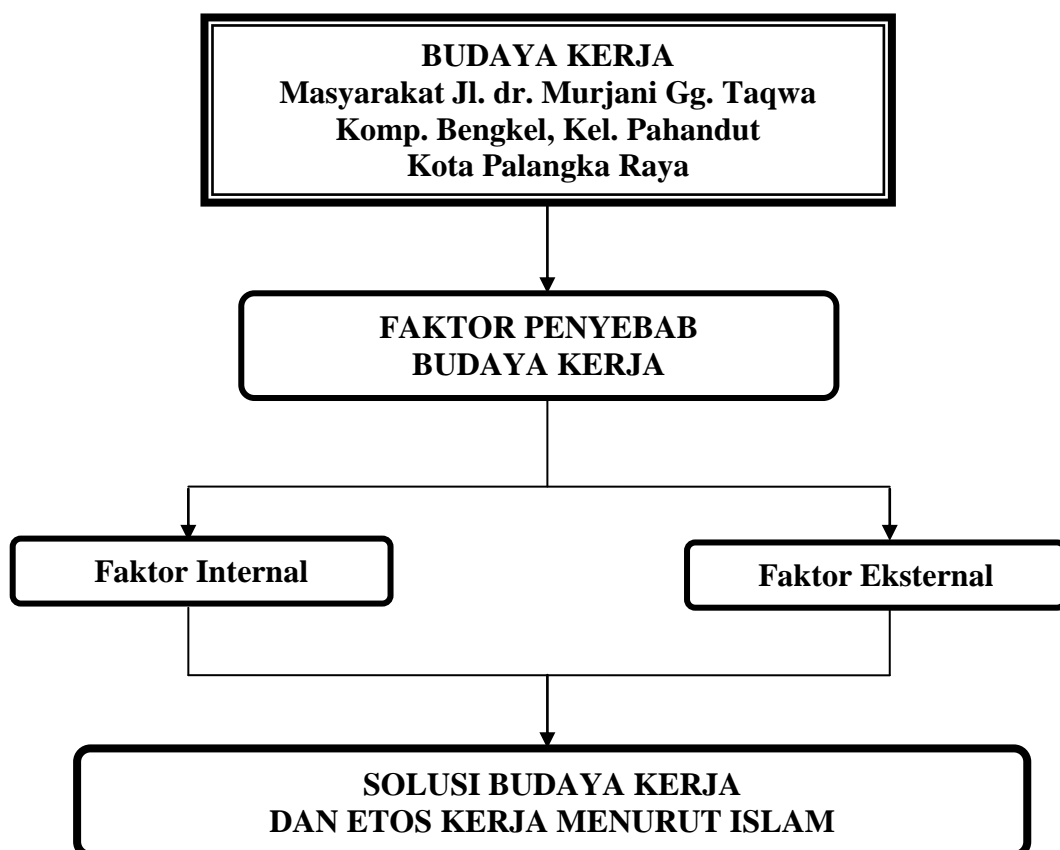 BUDAYA KERJA
Masyarakat Jl. dr. Murjani Gg. Taqwa
Komp. Bengkel, Kel. Pahandut
Kota Palangka Raya
FAKTOR PENYEBAB
BUDAYA KERJA
Faktor Internal
Faktor Eksternal
SOLUSI BUDAYA KERJA
DAN ETOS KERJA MENURUT ISLAM